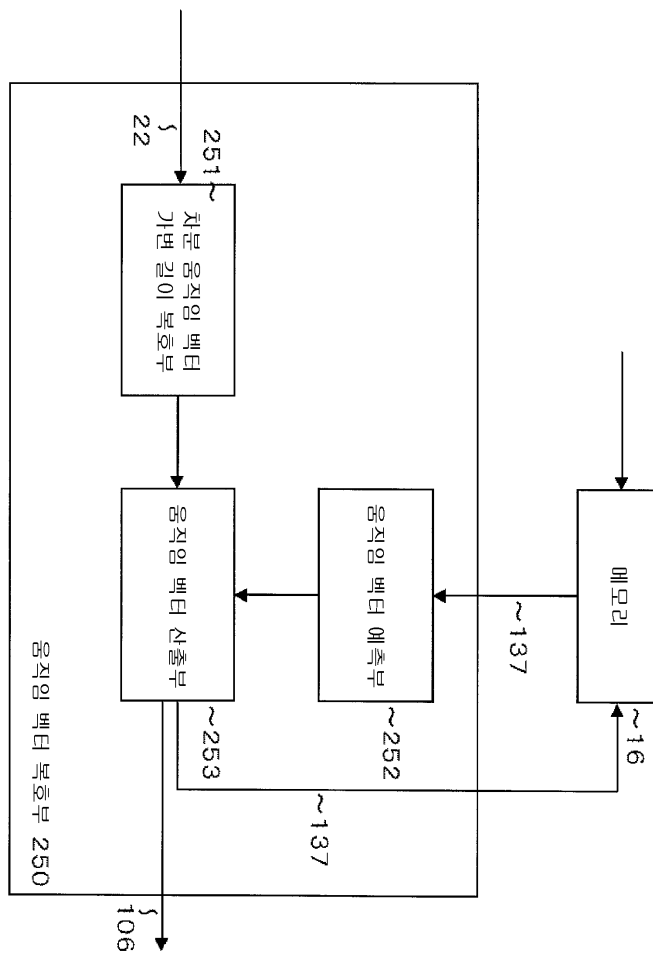 22
251
차분 움직임 벡터
가변 길이 복호부
메모리
16
137
움직임 벡터 예측부
252
움직임 벡터 산출부
253
137
움직임 벡터 복호부 250
106